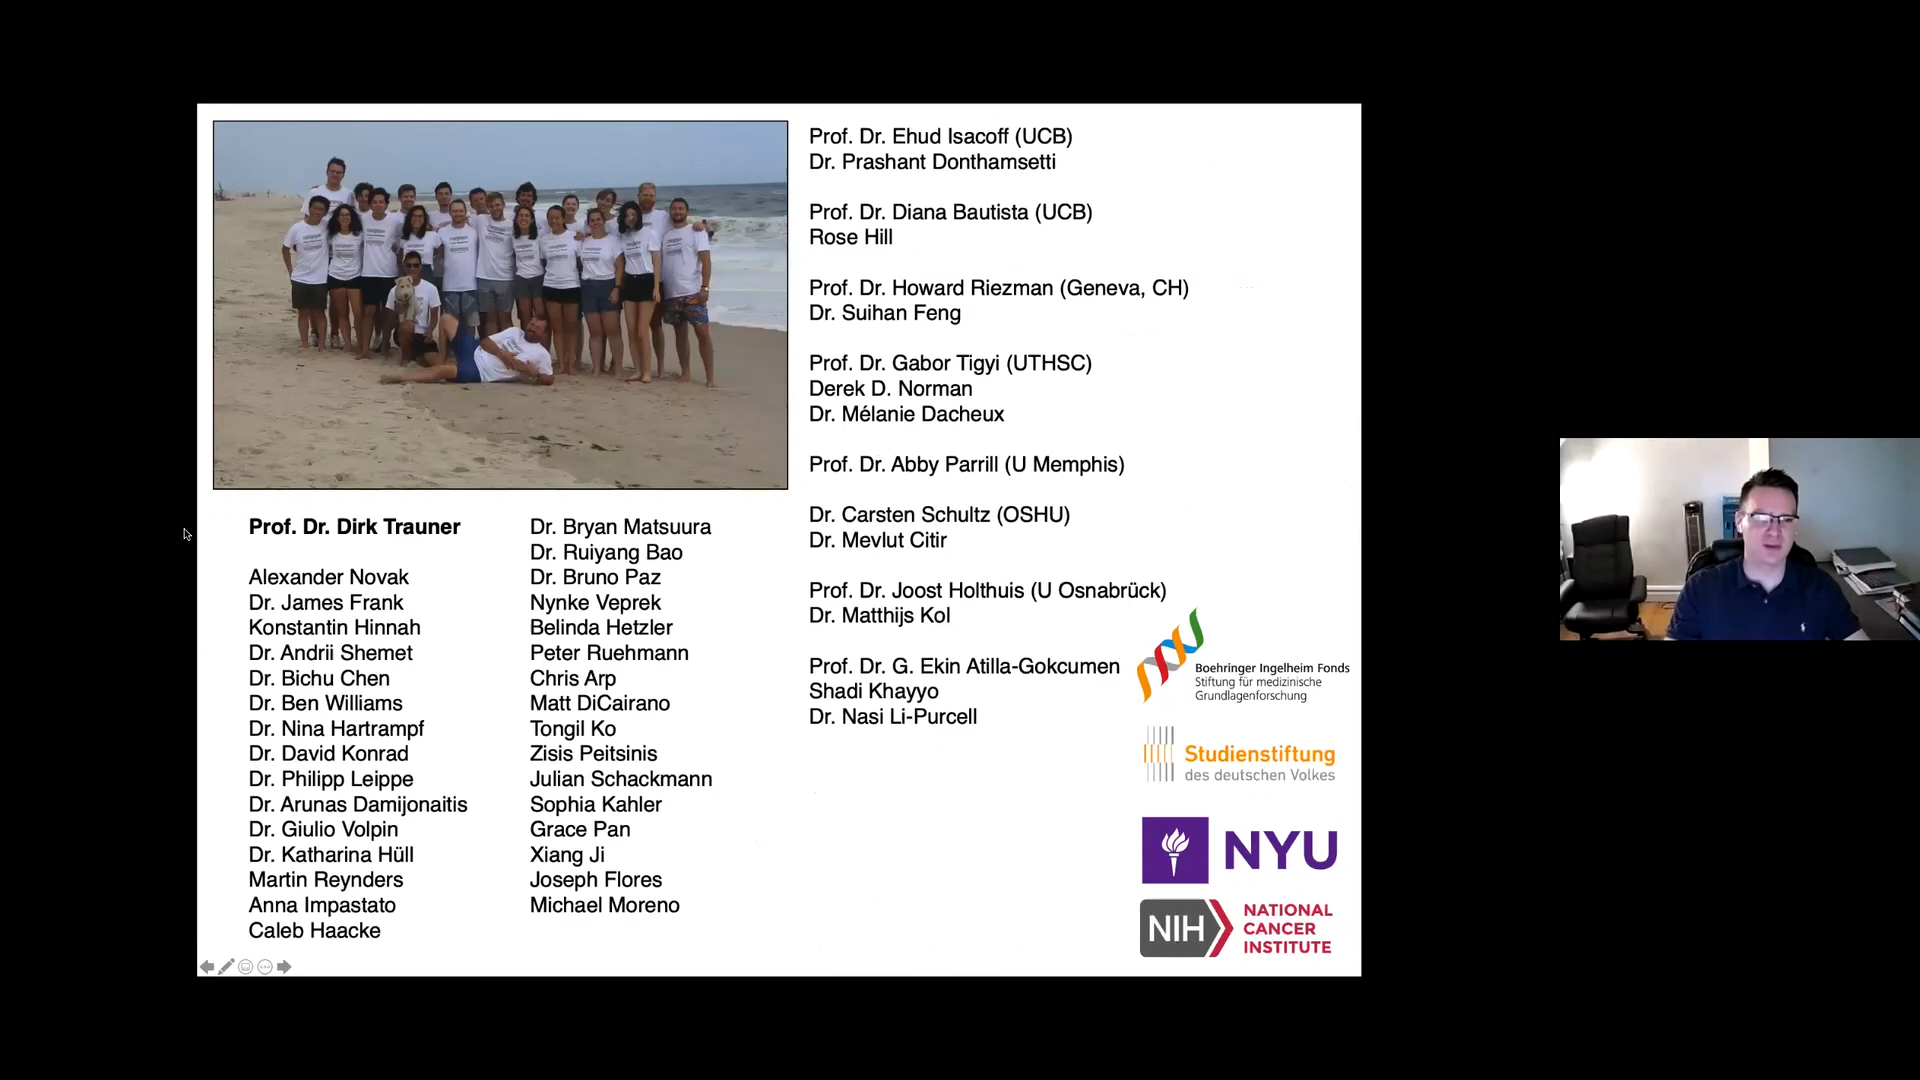 Prof. Dr. Dirk Trauner
Alexander Novak
Dr. James Frank
Konstantin Hinnah
Dr. Andrii Shemet
Dr. Bichu Chen
Dr. Ben Williams
Dr. Nina Hartrampf
Dr. David Konrad
Dr. Philipp Leippe
Dr. Arunas Damijonaitis
Dr. Giulio Volpin
Dr. Katharina Hüll
Martin Reynders
Anna Impastato
Caleb Haacke
Dr. Bryan Matsuura
Dr. Ruiyang Bao
Dr. Bruno Paz
Nynke Veprek
Belinda Hetzler
Peter Ruehmann
Chris Arp
Matt DiCairano
Tongil Ko
Zisis Peitsinis
Julian Schackmann
Sophia Kahler
Grace Pan
Xiang Ji
Joseph Flores
Michael Moreno
Prof. Dr. Ehud Isacoff (UCB)
Dr. Prashant Donthamsetti
Prof. Dr. Diana Bautista (UCB)
Rose Hill
Prof. Dr. Howard Riezman (Geneva, CH)
Dr. Suihan Feng
Prof. Dr. Gabor Tigyi (UTHSC)
Derek D. Norman
Dr. Mélanie Dacheux
Prof. Dr. Abby Parrill (U Memphis)
Dr. Carsten Schultz (OSHU)
Dr. Mevlut Citir
Prof. Dr. Joost Holthuis (U Osnabrück)
Dr. Matthijs Kol
Prof. Dr. G. Ekin Atilla-Gokcumen
Shadi Khayyo
Dr. Nasi Li-Purcell
Boehringer Ingelheim Fonds
Stiftung für medizinische
Grundlagenforschung
Studienstiftung
des deutschen Volkes
NYU
NIH
NATIONAL
CANCER
INSTITUTE